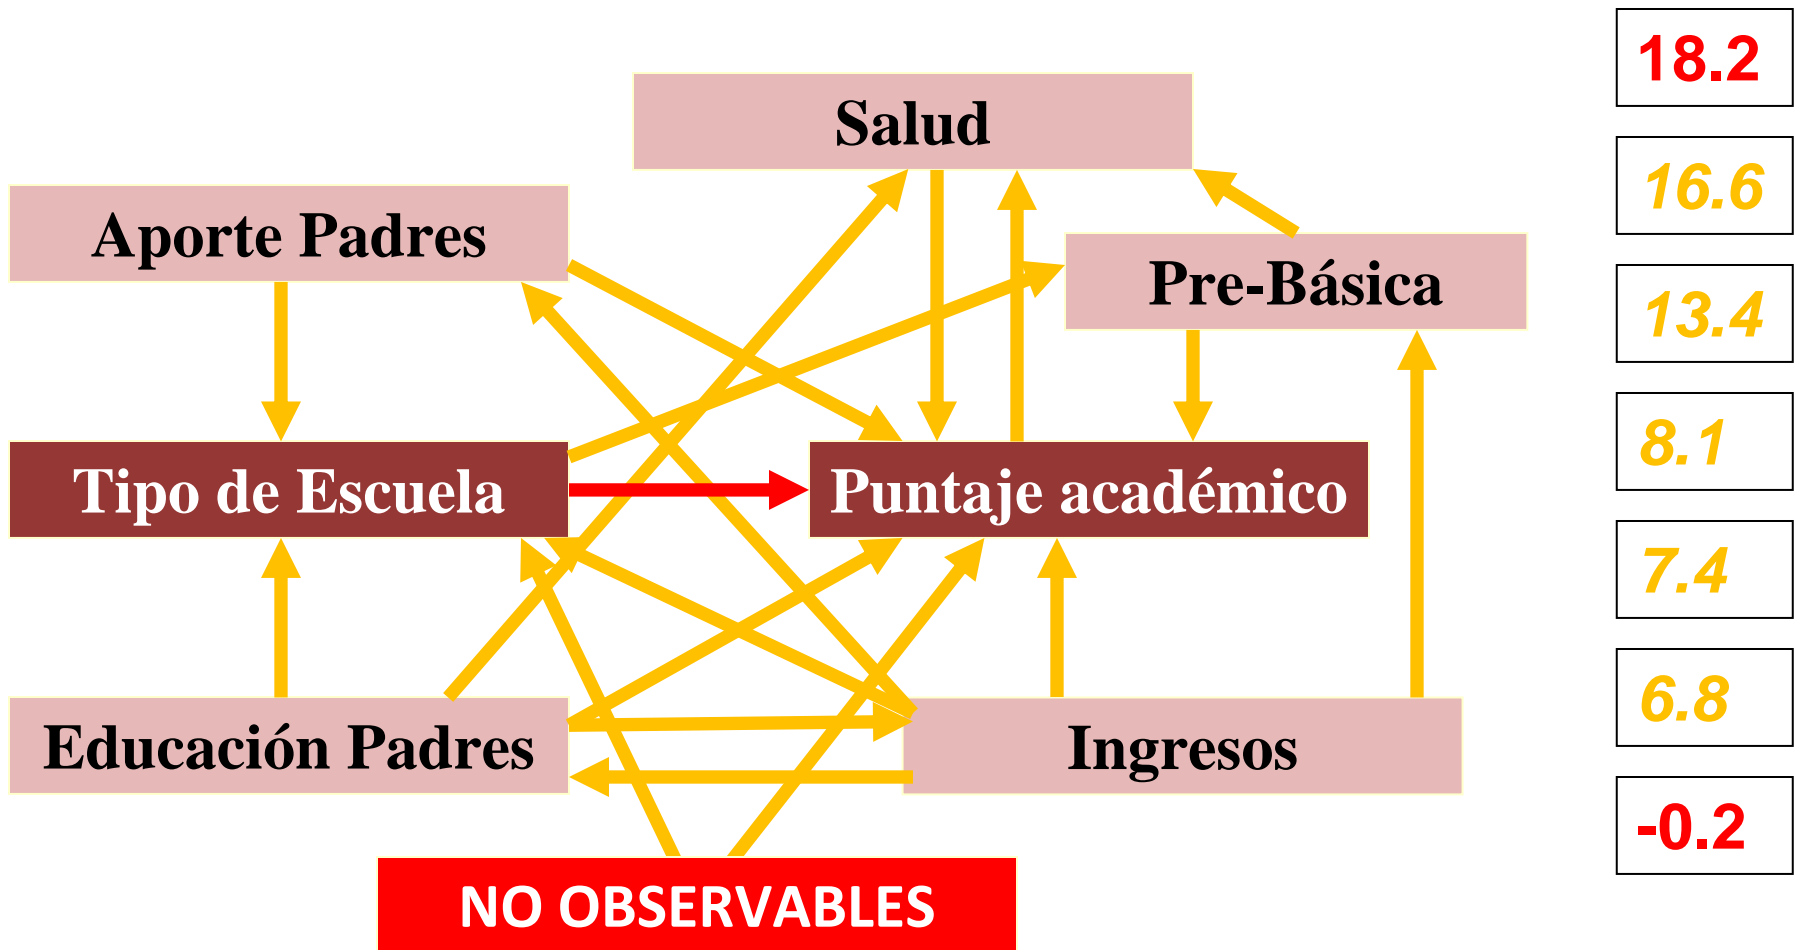 Salud
Aporte Padres
Pre-Básica
Tipo de Escuela
Puntaje académico
Educación Padres
Ingresos
NO OBSERVABLES
18.2
16.6
13.4
8.1
7.4
6.8
-0.2